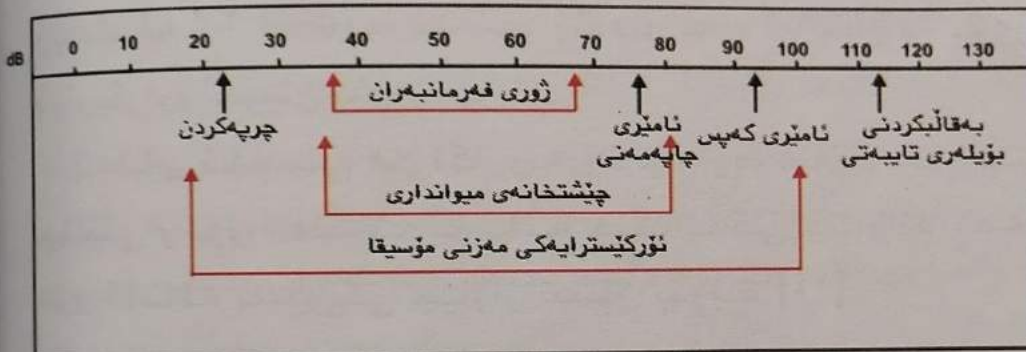 dB 0 10 20 30 40 50 60 70 80 90 100 110 120 130
ژوری فەرمانبەران
چرپەکردن
ئامێری چاپەمەنی
ئامێری کەپس
بەقاڵبکردنی بۆیلەری تایبەتی
چێشتخانەی میوانداری
ئۆرکێسترایەکی مەزنی مۆسیقا